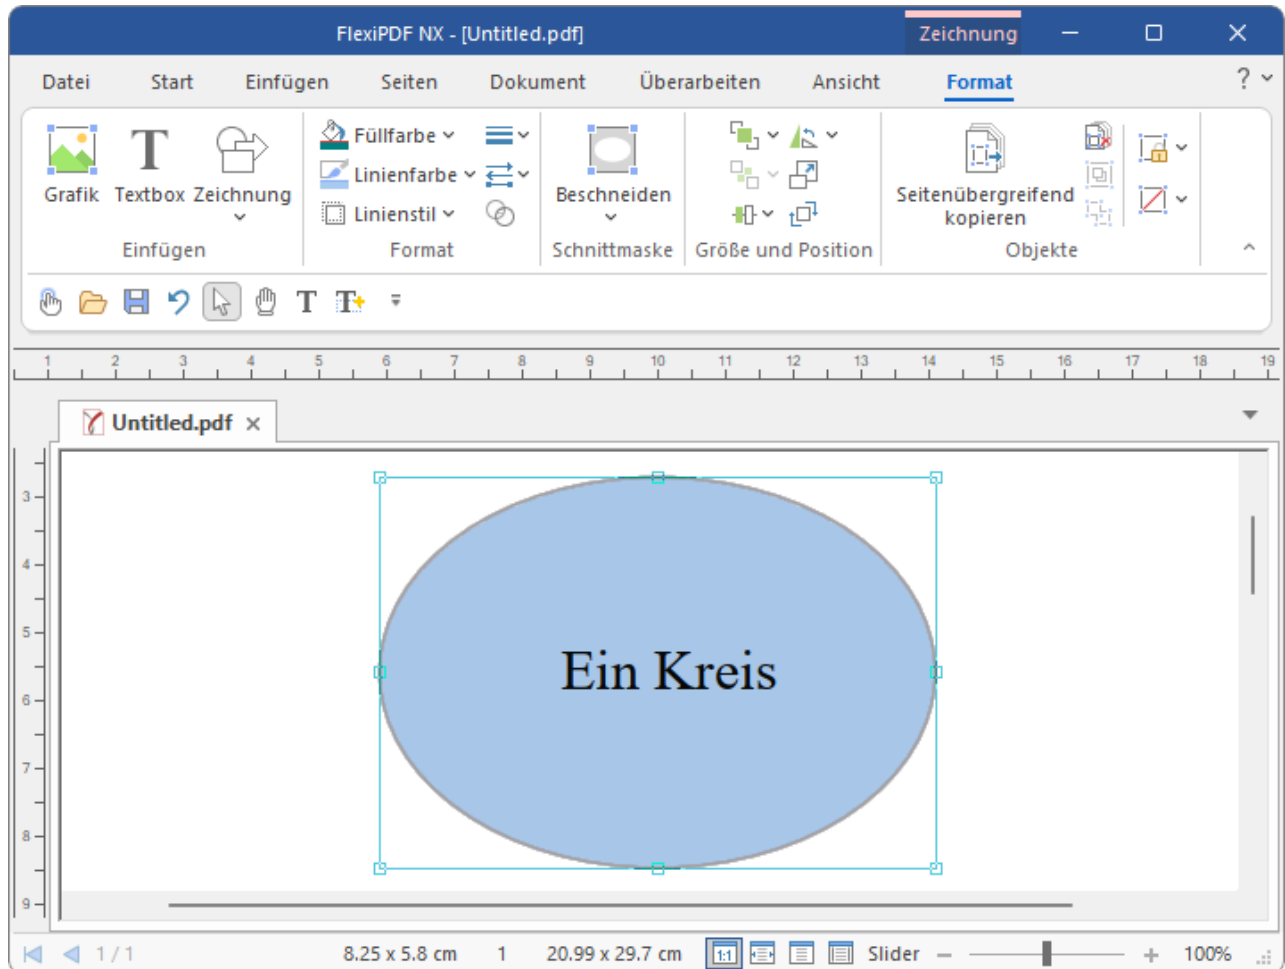 FlexiPDF NX - [Untitled.pdf]
Zeichnung
Datei Start Einfügen Seiten Dokument Überarbeiten Ansicht Format ?
Füllfarbe
Linienfarbe
Linienstil
Grafik Textbox Zeichnung
Beschneiden
Seitenübergreifend
kopieren
Einfügen Format Schnittmaske Größe und Position Objekte
T T
1 2 3 4 5 6 7 8 9 10 11 12 13 14 15 16 17 18 19
Untitled.pdf
3
4
5
6
7
8
9
Ein Kreis
1 / 1 8.25 x 5.8 cm 1 20.99 x 29.7 cm 1:1 Slider 100%